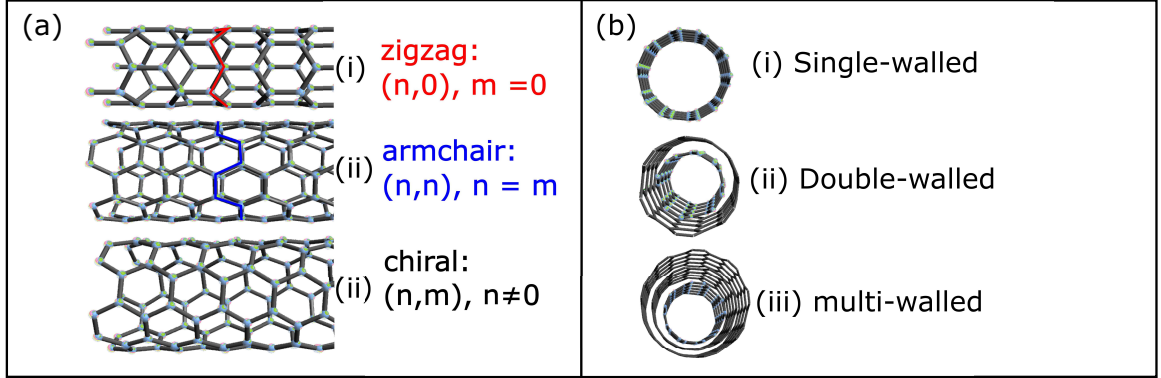 (a)
(i) zigzag:
(n,0), m =0
(ii) armchair:
(n,n), n = m
(ii) chiral:
(n,m), n≠0
(b)
(i) Single-walled
(ii) Double-walled
(iii) multi-walled